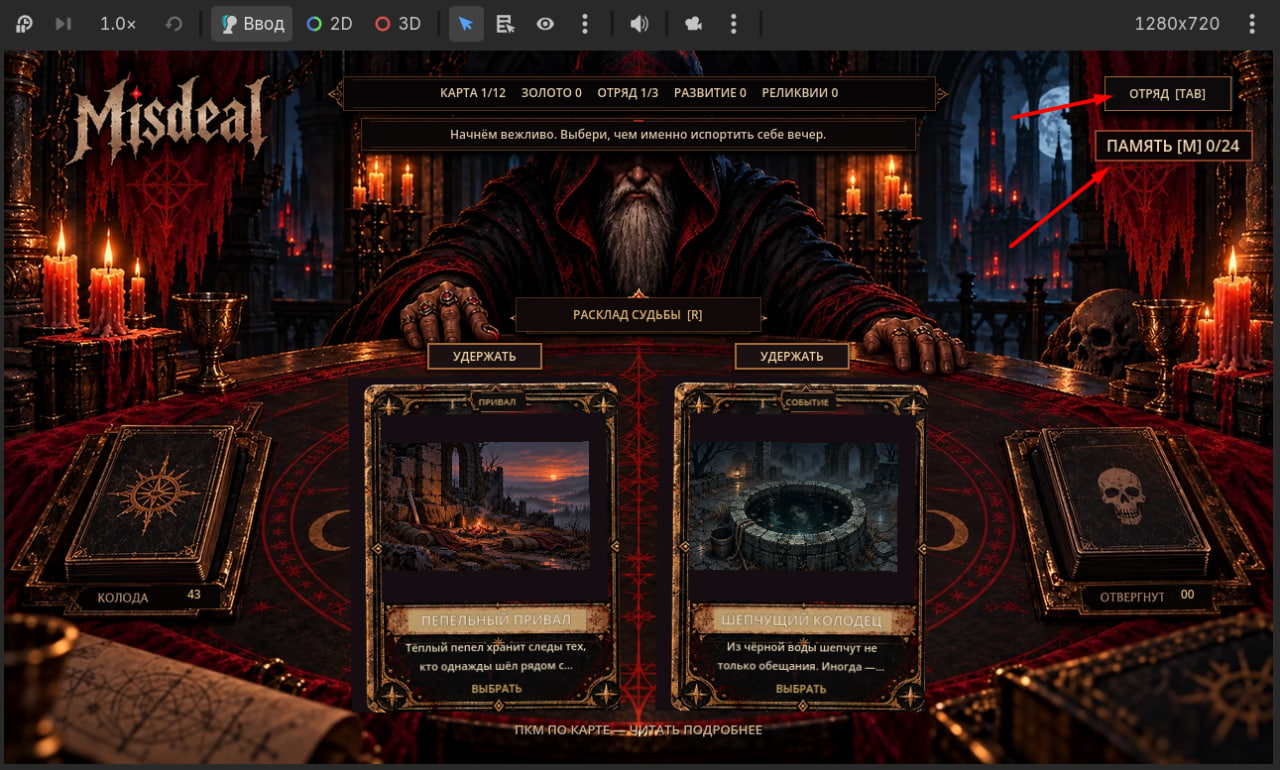 1.0×
Ввод
2D
3D
1280x720
Misdeal
КАРТА 1/12 ЗОЛОТО 0 ОТРЯД 1/3 РАЗВИТИЕ 0 РЕЛИКВИИ 0
ОТРЯД [TAB]
Начнём вежливо. Выбери, чем именно испортить себе вечер.
ПАМЯТЬ [M] 0/24
РАСКЛАД СУДЬБЫ [R]
УДЕРЖАТЬ
УДЕРЖАТЬ
ПРИВАЛ
ПЕПЕЛЬНЫЙ ПРИВАЛ
Тёплый пепел хранит следы тех,
кто однажды шёл рядом с...
ВЫБРАТЬ
СОБЫТИЕ
ШЕПЧУЩИЙ КОЛОДЕЦ
Из чёрной воды шепчут не
только обещания. Иногда —...
ВЫБРАТЬ
КОЛОДА 43
ОТВЕРГНУТ 00
ПКМ ПО КАРТЕ — ЧИТАТЬ ПОДРОБНЕЕ